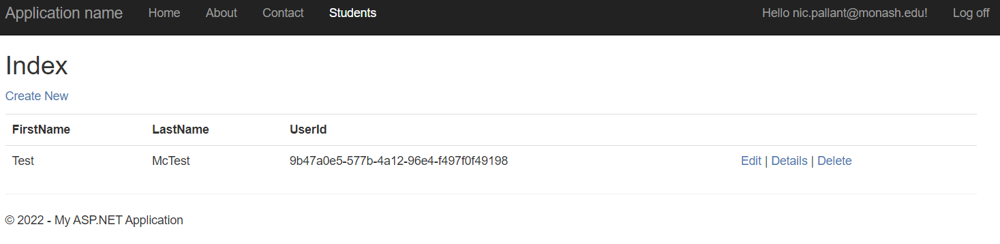 Application name Home About Contact Students Hello nic.pallant@monash.edu! Log off
Index
Create New
FirstName LastName UserId
Test McTest 9b47a0e5-577b-4a12-96e4-f497f0f49198 Edit | Details | Delete
© 2022 - My ASP.NET Application